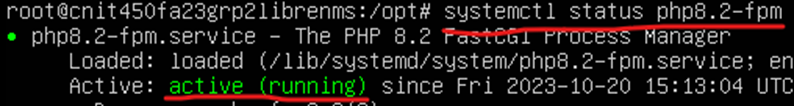 root@cnit450fa23grp2librenms:/opt# systemctl status php8.2-fpm
● php8.2-fpm.service - The PHP 8.2 FastCGI Process Manager
Loaded: loaded (/lib/systemd/system/php8.2-fpm.service; en
Active: active (running) since Fri 2023-10-20 15:13:04 UTC